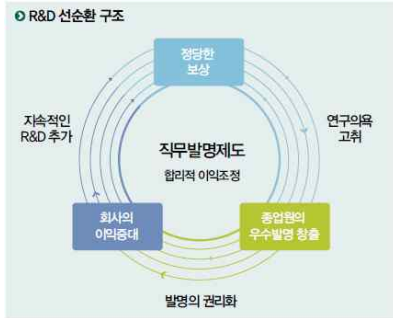 R&D 선순환 구조
정당한
보상
지속적인
R&D 추가
연구의욕
고취
직무발명제도
합리적 이익조정
회사의
이익증대
종업원의
우수발명 창출
발명의 권리화